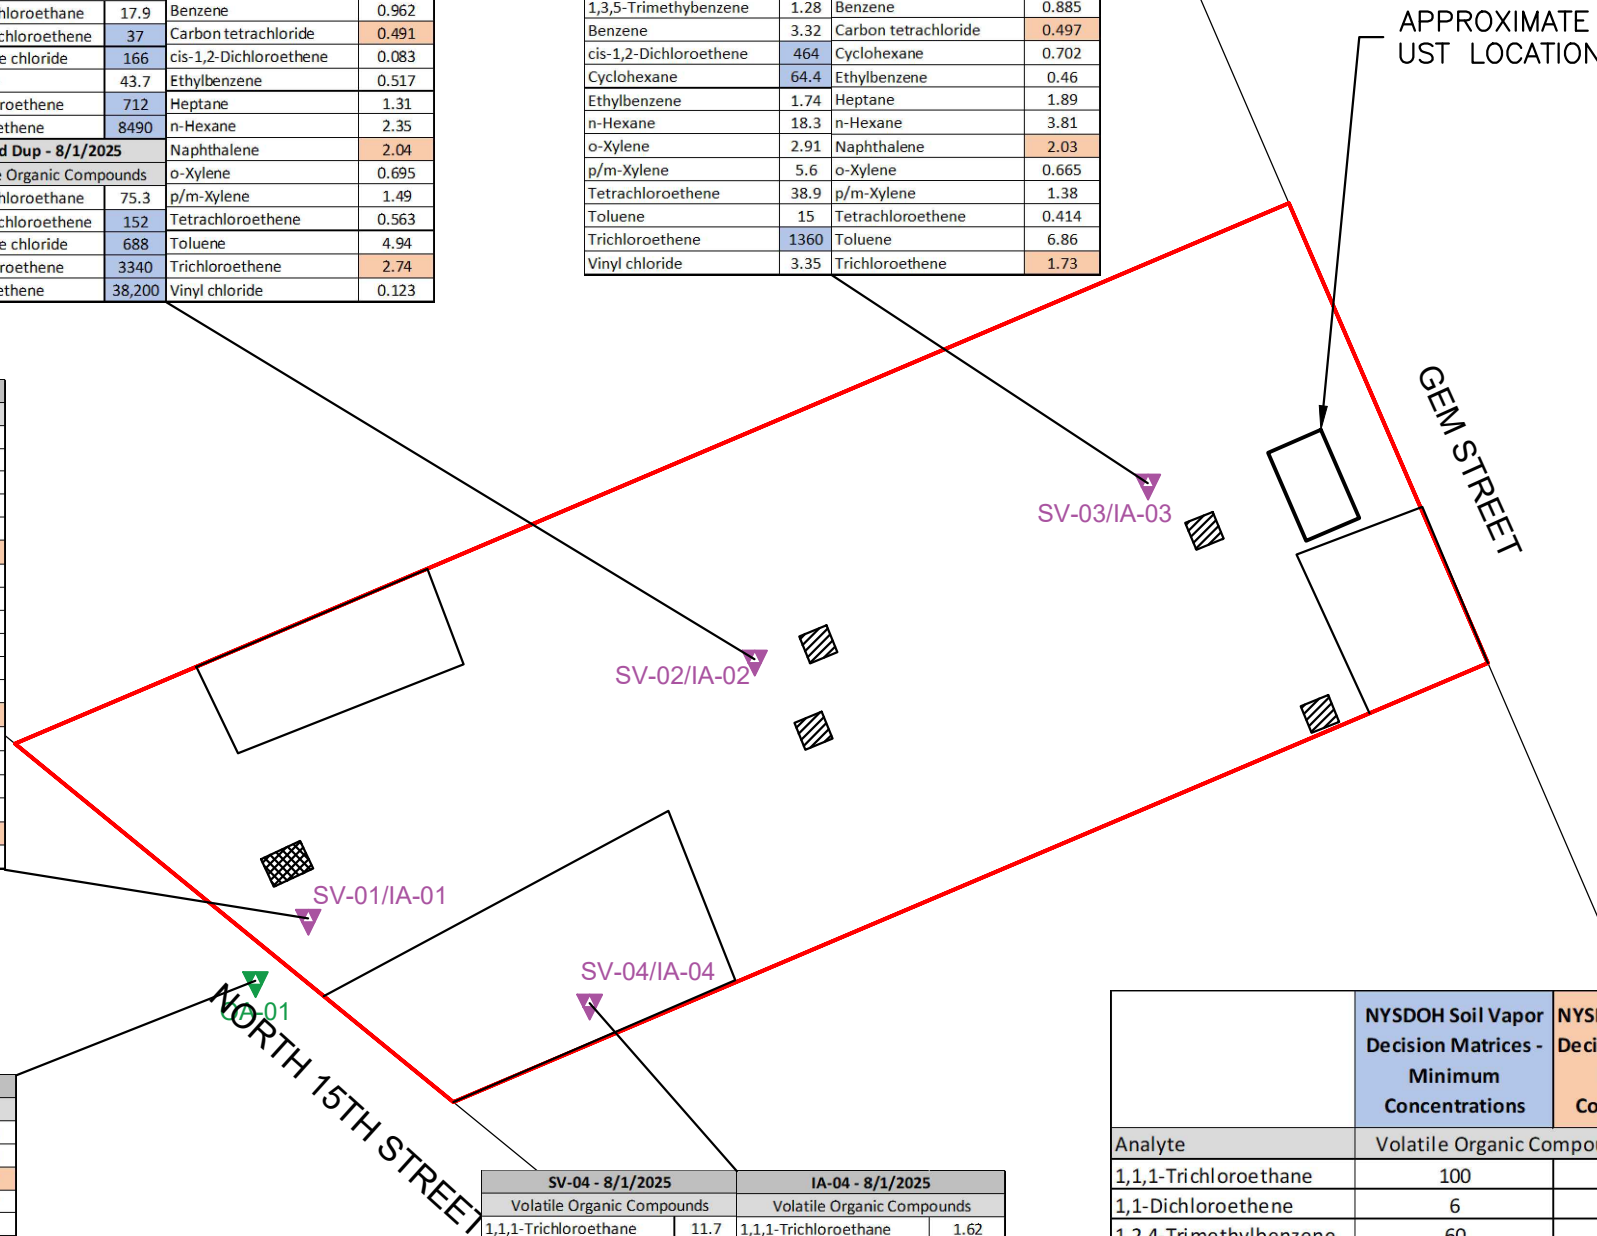 hloroethane 17.9
chloroethene 37
e chloride 166
43.7
roethene 712
ethene 8490
d Dup - 8/1/2025
e Organic Compounds
hloroethane 75.3
chloroethene 152
e chloride 688
roethene 3340
ethene 38,200
Benzene 0.962
Carbon tetrachloride 0.491
cis-1,2-Dichloroethene 0.083
Ethylbenzene 0.517
Heptane 1.31
n-Hexane 2.35
Naphthalene 2.04
o-Xylene 0.695
p/m-Xylene 1.49
Tetrachloroethene 0.563
Toluene 4.94
Trichloroethene 2.74
Vinyl chloride 0.123
1,3,5-Trimethybenzene 1.28
Benzene 3.32
cis-1,2-Dichloroethene 464
Cyclohexane 64.4
Ethylbenzene 1.74
n-Hexane 18.3
o-Xylene 2.91
p/m-Xylene 5.6
Tetrachloroethene 38.9
Toluene 15
Trichloroethene 1360
Vinyl chloride 3.35
Benzene 0.885
Carbon tetrachloride 0.497
Cyclohexane 0.702
Ethylbenzene 0.46
Heptane 1.89
n-Hexane 3.81
Naphthalene 2.03
o-Xylene 0.665
p/m-Xylene 1.38
Tetrachloroethene 0.414
Toluene 6.86
Trichloroethene 1.73
APPROXIMATE
UST LOCATION
GEM STREET
SV-03/IA-03
SV-02/IA-02
SV-01/IA-01
SV-04/IA-04
OA-01
NORTH 15TH STREET
SV-04 - 8/1/2025 IA-04 - 8/1/2025
Volatile Organic Compounds Volatile Organic Compounds
1,1,1-Trichloroethane 11.7 1,1,1-Trichloroethane 1.62
NYSDOH Soil Vapor NYS
Decision Matrices - Deci
Minimum
Concentrations Co
Analyte Volatile Organic Compou
1,1,1-Trichloroethane 100
1,1-Dichloroethene 6
1,2,4-Trimethylbenzene 60